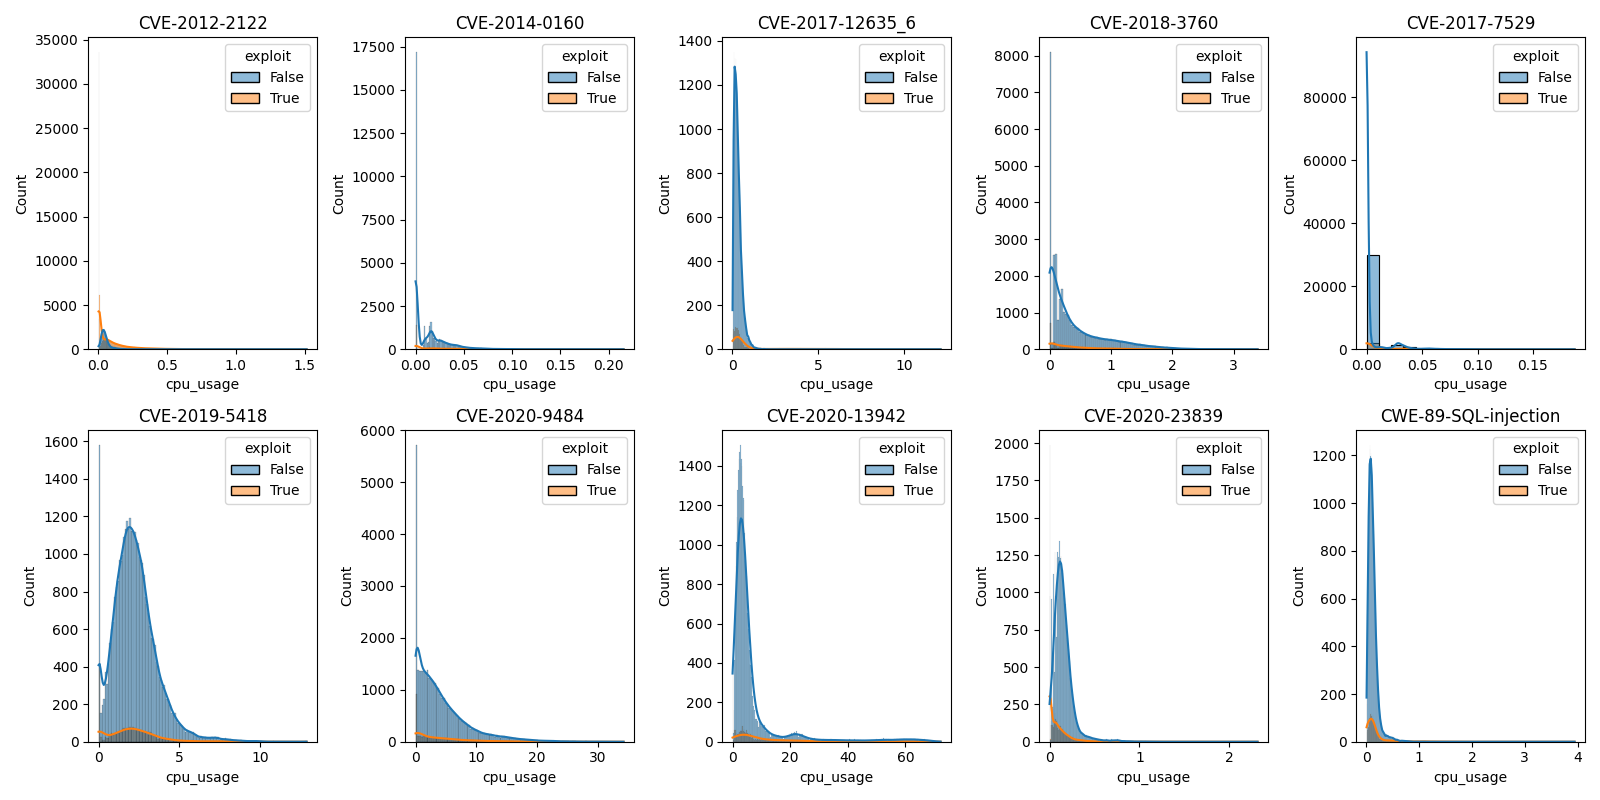 CVE-2012-2122
35000
30000
25000
20000
15000
10000
5000
0
Count
0.0 0.5 1.0 1.5
cpu_usage
exploit
False
True
CVE-2014-0160
17500
15000
12500
10000
7500
5000
2500
0
Count
0.00 0.05 0.10 0.15 0.20
cpu_usage
exploit
False
True
CVE-2017-12635_6
1400
1200
1000
800
600
400
200
0
Count
0 5 10
cpu_usage
exploit
False
True
CVE-2018-3760
8000
7000
6000
5000
4000
3000
2000
1000
0
Count
0 1 2 3
cpu_usage
exploit
False
True
CVE-2017-7529
80000
60000
40000
20000
0
Count
0.00 0.05 0.10 0.15
cpu_usage
exploit
False
True
CVE-2019-5418
1600
1400
1200
1000
800
600
400
200
0
Count
0 5 10
cpu_usage
exploit
False
True
CVE-2020-9484
6000
5000
4000
3000
2000
1000
0
Count
0 10 20 30
cpu_usage
exploit
False
True
CVE-2020-13942
1400
1200
1000
800
600
400
200
0
Count
0 20 40 60
cpu_usage
exploit
False
True
CVE-2020-23839
2000
1750
1500
1250
1000
750
500
250
0
Count
0 1 2
cpu_usage
exploit
False
True
CWE-89-SQL-injection
1200
1000
800
600
400
200
0
Count
0 1 2 3 4
cpu_usage
exploit
False
True